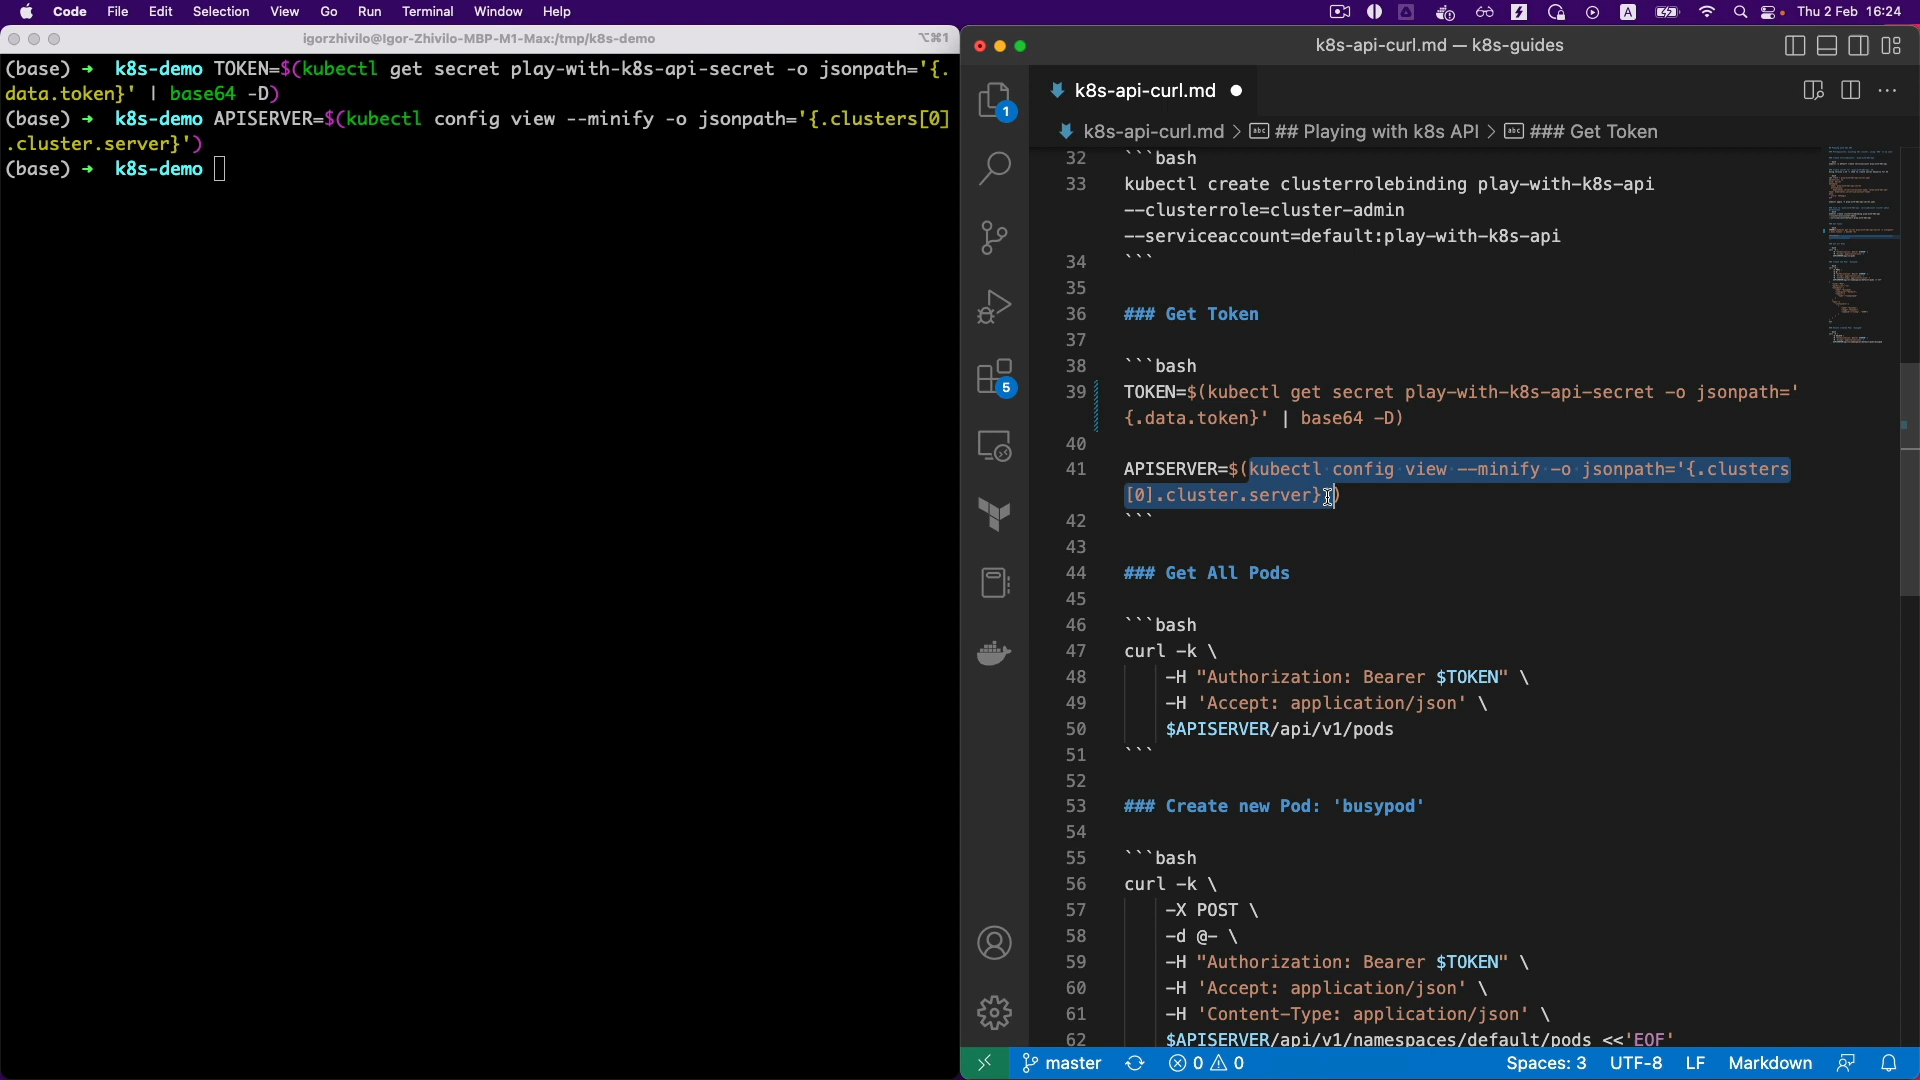 Code File Edit Selection View Go Run Terminal Window Help
A
Thu 2 Feb 16:24
igorzhivilo@Igor-Zhivilo-MBP-M1-Max:/tmp/k8s-demo
⌥⌘1
(base) → k8s-demo TOKEN=$(kubectl get secret play-with-k8s-api-secret -o jsonpath='{.
data.token}' | base64 -D)
(base) → k8s-demo APISERVER=$(kubectl config view --minify -o jsonpath='{.clusters[0]
.cluster.server}')
(base) → k8s-demo
k8s-api-curl.md — k8s-guides
k8s-api-curl.md ●
k8s-api-curl.md > ## Playing with k8s API > ### Get Token
1
5
32 ```bash
33 kubectl create clusterrolebinding play-with-k8s-api
--clusterrole=cluster-admin
--serviceaccount=default:play-with-k8s-api
34 ```
35
36 ### Get Token
37
38 ```bash
39 TOKEN=$(kubectl get secret play-with-k8s-api-secret -o jsonpath='
{.data.token}' | base64 -D)
40
41 APISERVER=$(kubectl config view --minify -o jsonpath='{.clusters
[0].cluster.server}')
42 ```
43
44 ### Get All Pods
45
46 ```bash
47 curl -k \
48 -H "Authorization: Bearer $TOKEN" \
49 -H 'Accept: application/json' \
50 $APISERVER/api/v1/pods
51 ```
52
53 ### Create new Pod: 'busypod'
54
55 ```bash
56 curl -k \
57 -X POST \
58 -d @- \
59 -H "Authorization: Bearer $TOKEN" \
60 -H 'Accept: application/json' \
61 -H 'Content-Type: application/json' \
62 $APISERVER/api/v1/namespaces/default/pods <<'EOF'
master 0 0 Spaces: 3 UTF-8 LF Markdown